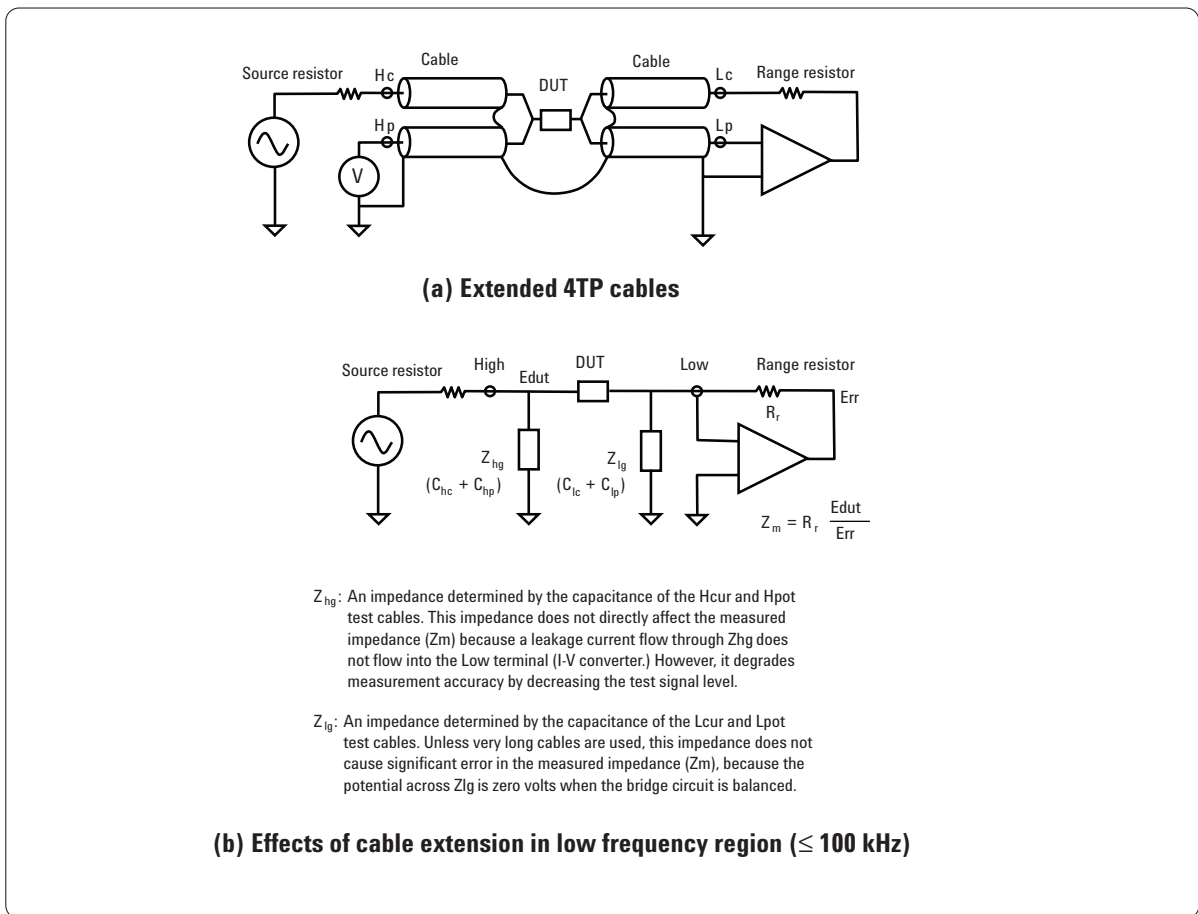 Cable
Cable
Source resistor
Hc
DUT
Lc
Range resistor
Hp
Lp
V
(a) Extended 4TP cables
Source resistor
High
Edut
DUT
Low
Range resistor
Rr
Err
Zhg
(Chc + Chp)
Zlg
(Clc + Clp)
Zm = Rr Edut
Err
Zhg: An impedance determined by the capacitance of the Hcur and Hpot
test cables. This impedance does not directly affect the measured
impedance (Zm) because a leakage current flow through Zhg does
not flow into the Low terminal (I-V converter.) However, it degrades
measurement accuracy by decreasing the test signal level.
Zlg: An impedance determined by the capacitance of the Lcur and Lpot
test cables. Unless very long cables are used, this impedance does not
cause significant error in the measured impedance (Zm), because the
potential across Zlg is zero volts when the bridge circuit is balanced.
(b) Effects of cable extension in low frequency region (≤ 100 kHz)